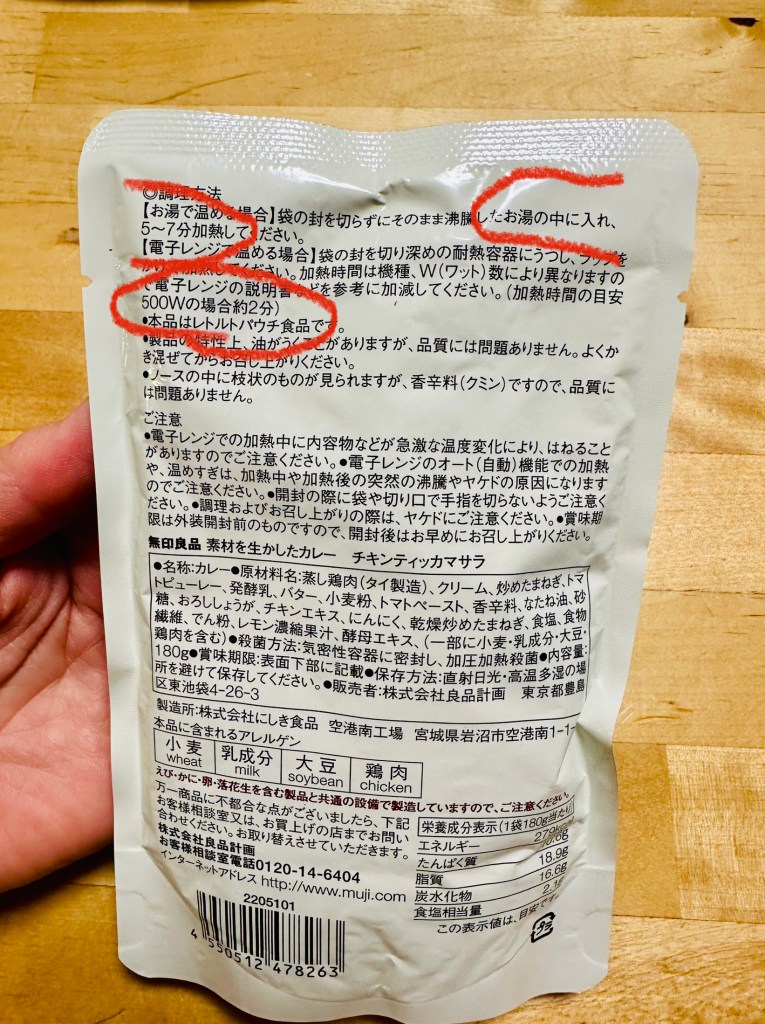 ◎調理方法
【お湯で温める場合】袋の封を切らずにそのまま沸騰したお湯の中に入れ、
5〜7分加熱してください。
【電子レンジで温める場合】袋の封を切り深めの耐熱容器にうつし、ラップを
かけて加熱してください。加熱時間は機種、W(ワット)数により異なりますの
で電子レンジの説明書などを参考に加減してください。(加熱時間の目安
500Wの場合約2分)
●本品はレトルトパウチ食品です。
●製品の特性上、油がうくことがありますが、品質には問題ありません。よくか
き混ぜてからお召し上がりください。
●ソースの中に枝状のものが見られますが、香辛料(クミン)ですので、品質に
は問題ありません。
ご注意
●電子レンジでの加熱中に内容物などが急激な温度変化により、はねること
がありますのでご注意ください。●電子レンジのオート(自動)機能での加熱
や、温めすぎは、加熱中や加熱後の突然の沸騰やヤケドの原因になります
のでご注意ください。●開封の際に袋や切り口で手指を切らないようご注意く
ださい。●調理およびお召し上がりの際は、ヤケドにご注意ください。●賞味期
限は外装開封前のものですので、開封後はお早めにお召し上がりください。
無印良品 素材を生かしたカレー チキンティッカマサラ
●名称:カレー●原材料名:蒸し鶏肉(タイ製造)、クリーム、炒めたまねぎ、トマ
トピューレー、発酵乳、バター、小麦粉、トマトペースト、香辛料、なたね油、砂
糖、おろししょうが、チキンエキス、にんにく、乾燥炒めたまねぎ、食塩、食物
繊維、でん粉、レモン濃縮果汁、酵母エキス、(一部に小麦・乳成分・大豆・
鶏肉を含む)●殺菌方法:気密性容器に密封し、加圧加熱殺菌●内容量:
180g●賞味期限:表面下部に記載●保存方法:直射日光・高温多湿の場
所を避けて保存してください。●販売者:株式会社良品計画 東京都豊島
区東池袋4-26-3
製造所:株式会社にしき食品 空港南工場 宮城県岩沼市空港南1-1-
本品に含まれるアレルゲン
小麦 乳成分 大豆 鶏肉
wheat milk soybean chicken
えび・かに・卵・落花生を含む製品と共通の設備で製造していますので、ご注意ください。
万一商品に不都合な点がございましたら、下記
お客様相談室又は、お買上げの店までお問い
合わせください。お取り替えさせていただきます。
株式会社良品計画
お客様相談室電話0120-14-6404
インターネットアドレス http://www.muji.com
2205101
4 550512 478263
栄養成分表示(1袋180g当たり)
エネルギー
たんぱく質
脂質 18.9g
炭水化物 16.6g
食塩相当量
この表示値は、目安です。